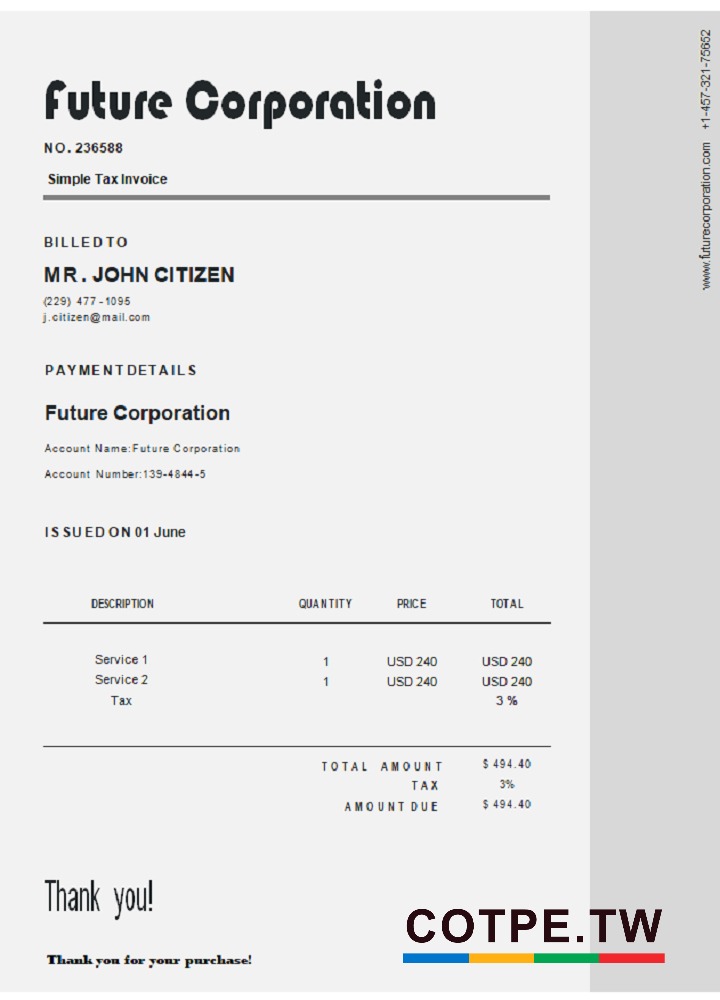 Future Corporation
NO. 236588
Simple Tax Invoice
BILLED TO
MR. JOHN CITIZEN
(229) 477-1095
j.citizen@mail.com
PAYMENT DETAILS
Future Corporation
Account Name:Future Corporation
Account Number:139-4844-5
ISSUED ON 01 June
DESCRIPTION QUANTITY PRICE TOTAL
Service 1 1 USD 240 USD 240
Service 2 1 USD 240 USD 240
Tax 3 %
TOTAL AMOUNT $ 494.40
TAX 3%
AMOUNT DUE $ 494.40
Thank you!
Thank you for your purchase!
COTPE.TW
www.futurecorporation.com +1-457-321-75652